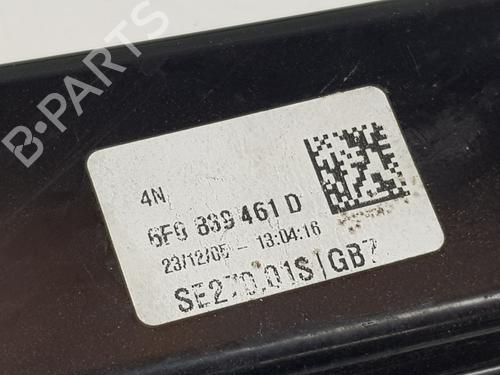 B-PARTS
4N
6F0 839 461 D
23/12/05 - 13:04:16
SE270.01S/GB7